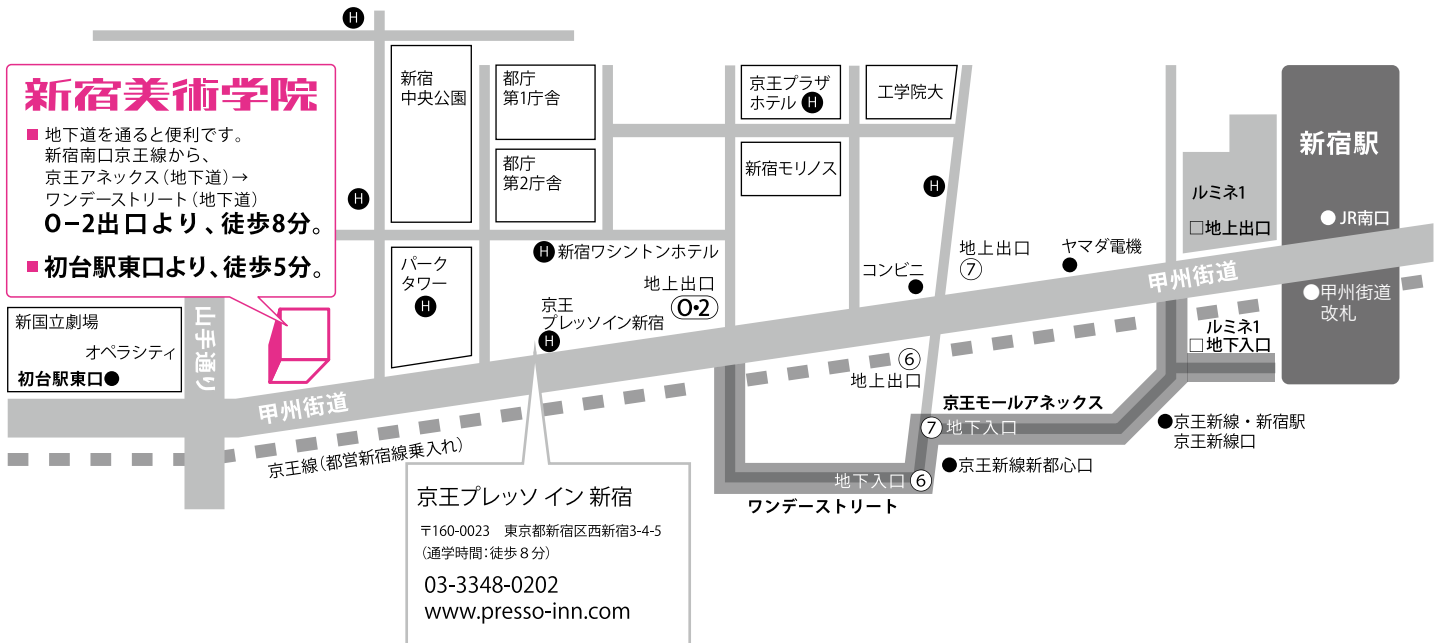 新宿美術学院
■ 地下道を通ると便利です。
新宿南口京王線から、
京王アネックス(地下道)→
ワンデーストリート(地下道)
O-2出口より、徒歩8分。
■ 初台駅東口より、徒歩5分。
H
新宿
中央公園
都庁
第1庁舎
都庁
第2庁舎
京王プラザ
ホテル H
工学院大
新宿モリノス
新宿駅
ルミネ1
□地上出口
●JR南口
H
H
H 新宿ワシントンホテル
パーク
タワー
H
地上出口
O・2
京王
プレッソイン新宿
H
コンビニ
●
地上出口
⑦
ヤマダ電機
●
甲州街道
●甲州街道
改札
ルミネ1
□地下入口
新国立劇場
オペラシティ
初台駅東口●
山手通り
甲州街道
⑥
地上出口
京王モールアネックス
⑦地下入口
●京王新線・新宿駅
京王新線口
京王線(都営新宿線乗入れ)
●京王新線新都心口
地下入口⑥
ワンデーストリート
京王プレッソ イン 新宿
〒160-0023 東京都新宿区西新宿3-4-5
(通学時間:徒歩8分)
03-3348-0202
www.presso-inn.com